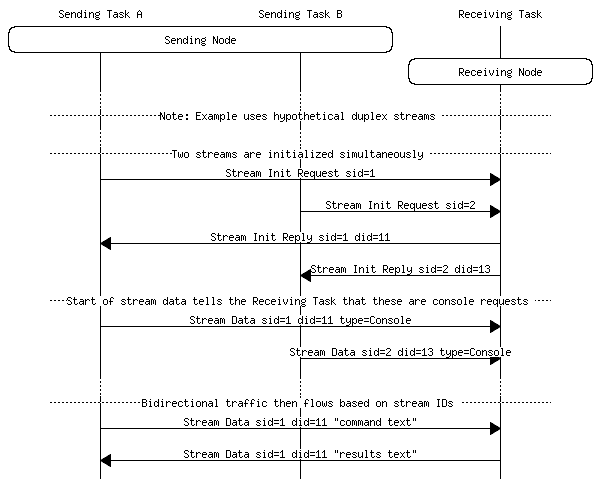 Sending Task A Sending Task B Receiving Task
Sending Node
Receiving Node
Note: Example uses hypothetical duplex streams
Two streams are initialized simultaneously
Stream Init Request sid=1
Stream Init Request sid=2
Stream Init Reply sid=1 did=11
Stream Init Reply sid=2 did=13
Start of stream data tells the Receiving Task that these are console requests
Stream Data sid=1 did=11 type=Console
Stream Data sid=2 did=13 type=Console
Bidirectional traffic then flows based on stream IDs
Stream Data sid=1 did=11 "command text"
Stream Data sid=1 did=11 "results text"